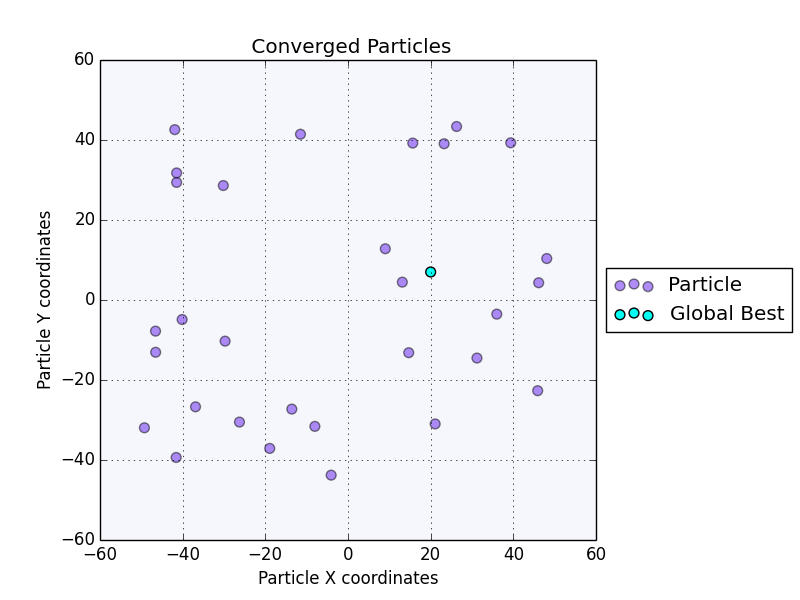 Converged Particles
60
40
20
0
−20
−40
−60
Particle Y coordinates
−60 −40 −20 0 20 40 60
Particle X coordinates
Particle
Global Best